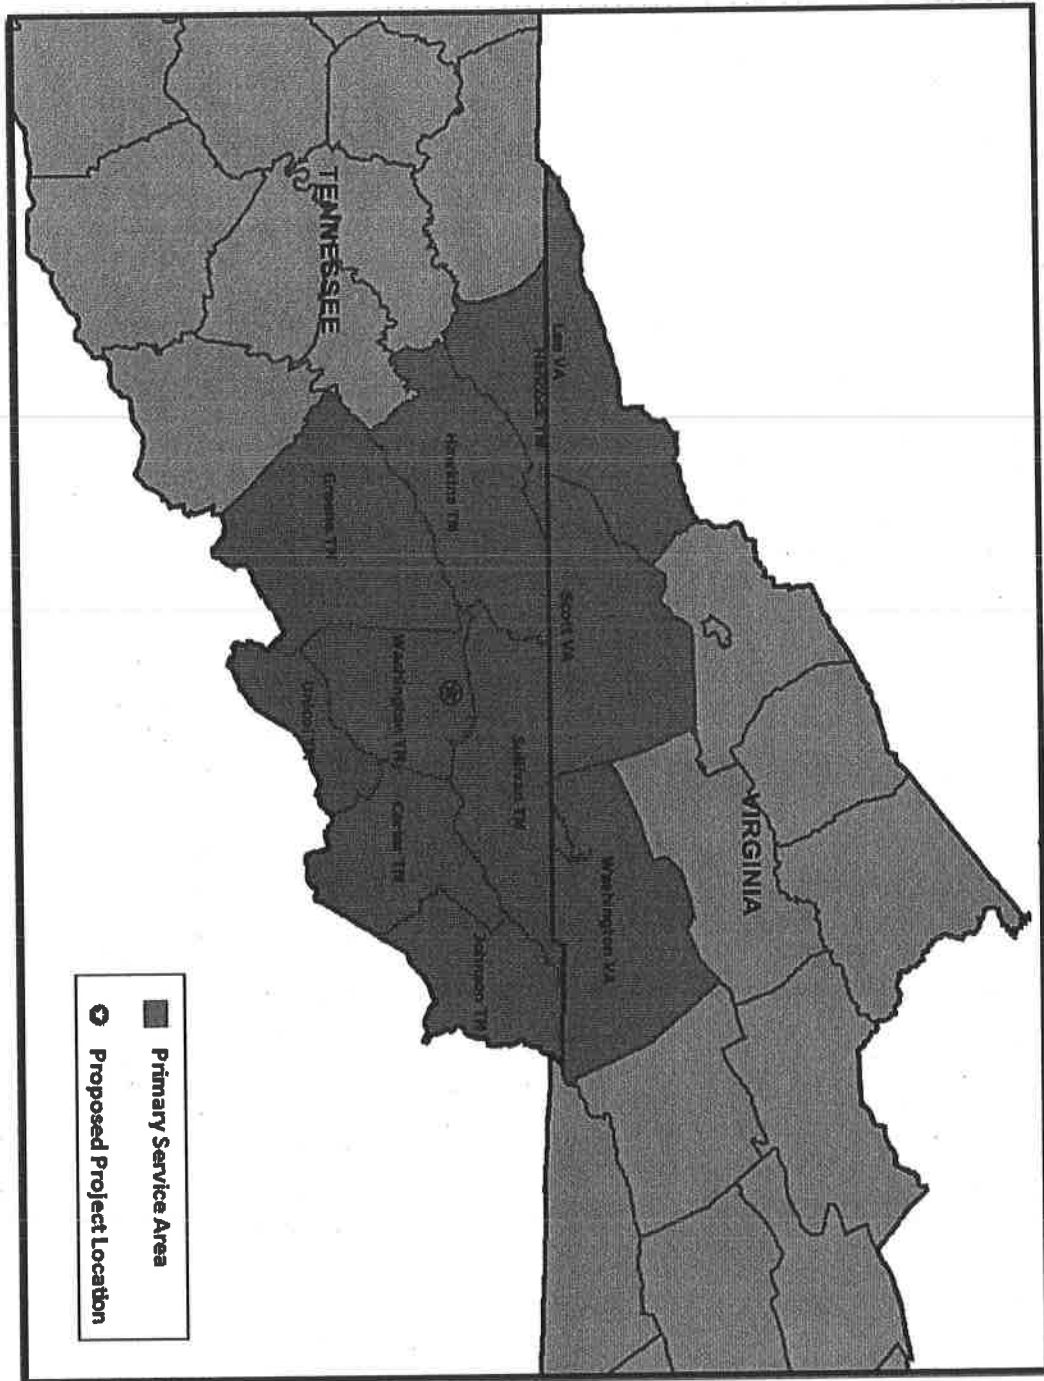 VIRGINIA
Lee VA
Scott VA
Washington VA
Hancock TN
Hawkins TN
Sullivan TN
Johnson TN
TENNESSEE
Greene TN
Washington TN
Carter TN
Unicoi TN
Primary Service Area
Proposed Project Location